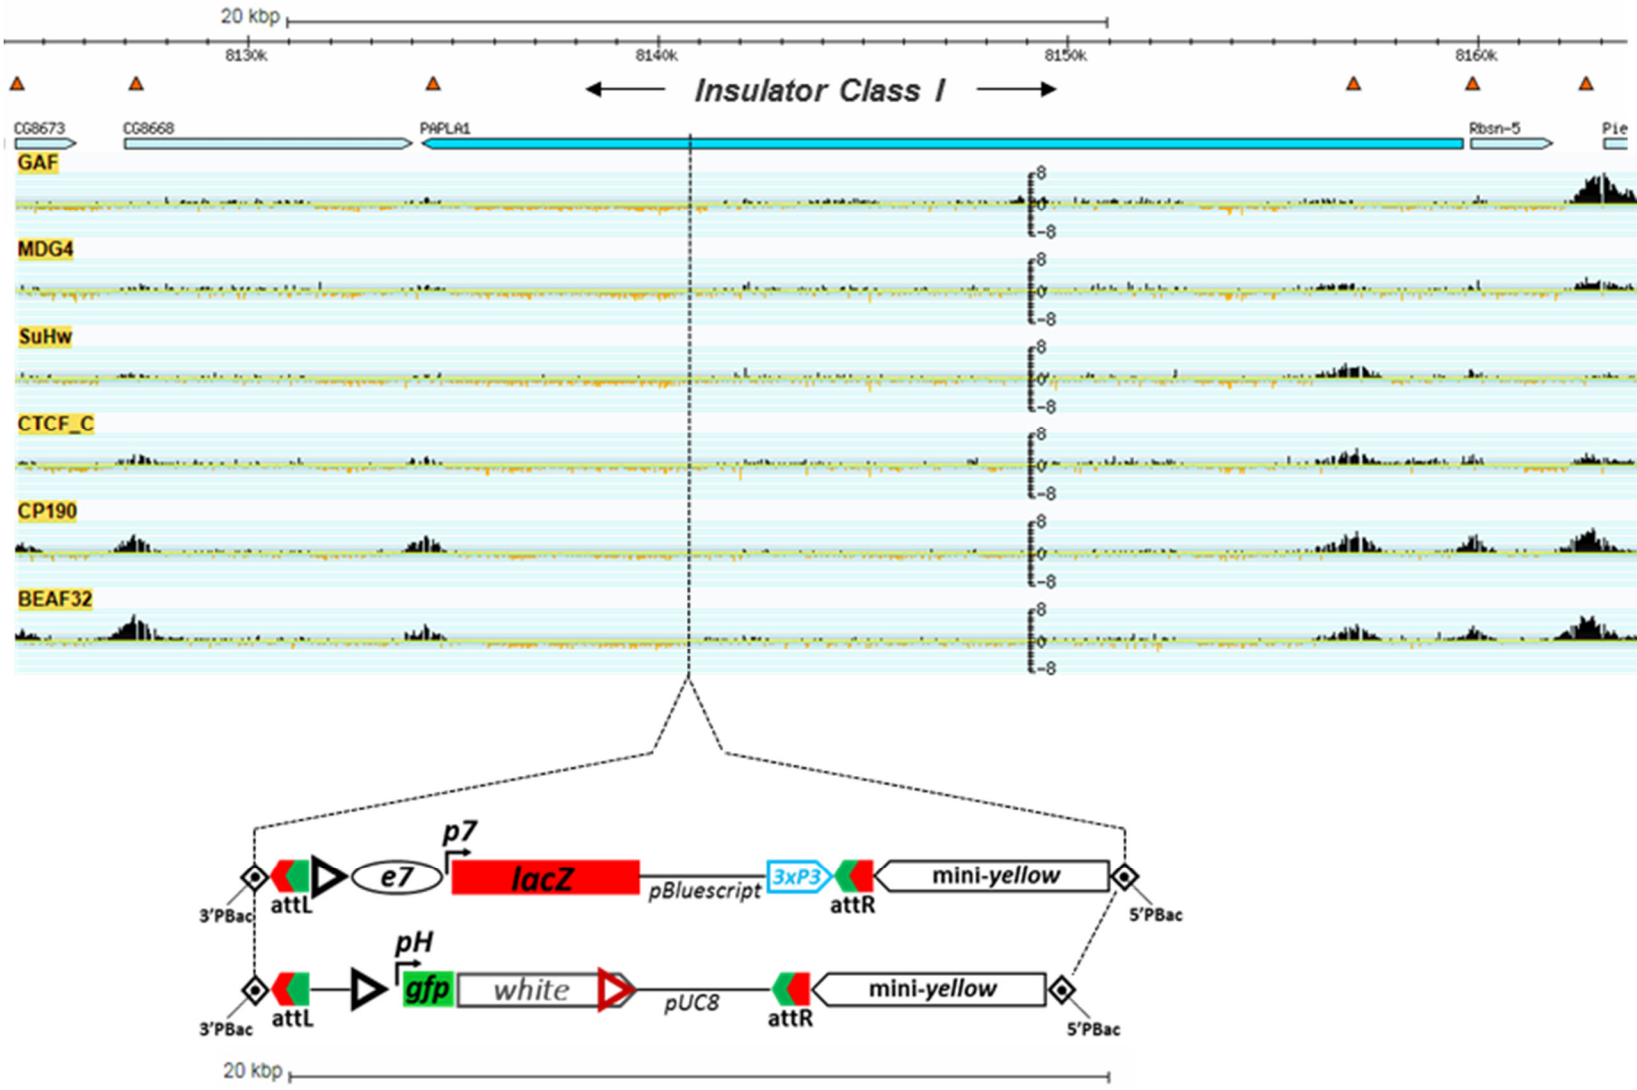 20 kbp
8130k 8140k 8150k 8160k
Insulator Class I
CG8673 CG8668 PAPLA1 Rbsn-5 Pie
GAF
8
0
-8
MDG4
8
0
-8
SuHw
8
0
-8
CTCF_C
8
0
-8
CP190
8
0
-8
BEAF32
8
0
-8
p7
e7 lacZ 3xP3 mini-yellow
pBluescript
3'PBac attL attR 5'PBac
pH
gfp white mini-yellow
pUC8
3'PBac attL attR 5'PBac
20 kbp